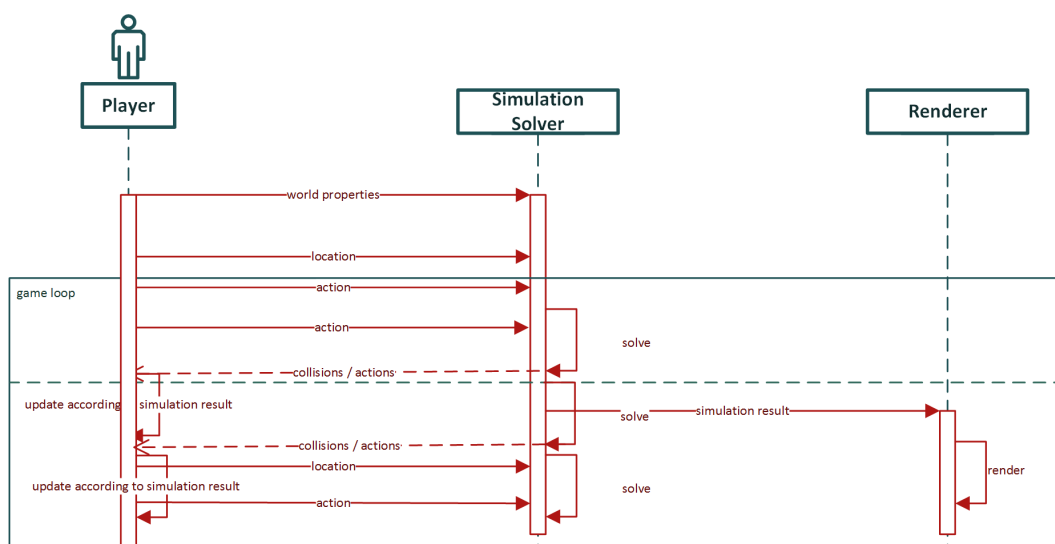 Player
Simulation
Solver
Renderer
world properties
location
game loop
action
action
solve
collisions / actions
update according
simulation result
solve
simulation result
collisions / actions
location
render
update according to simulation result
solve
action